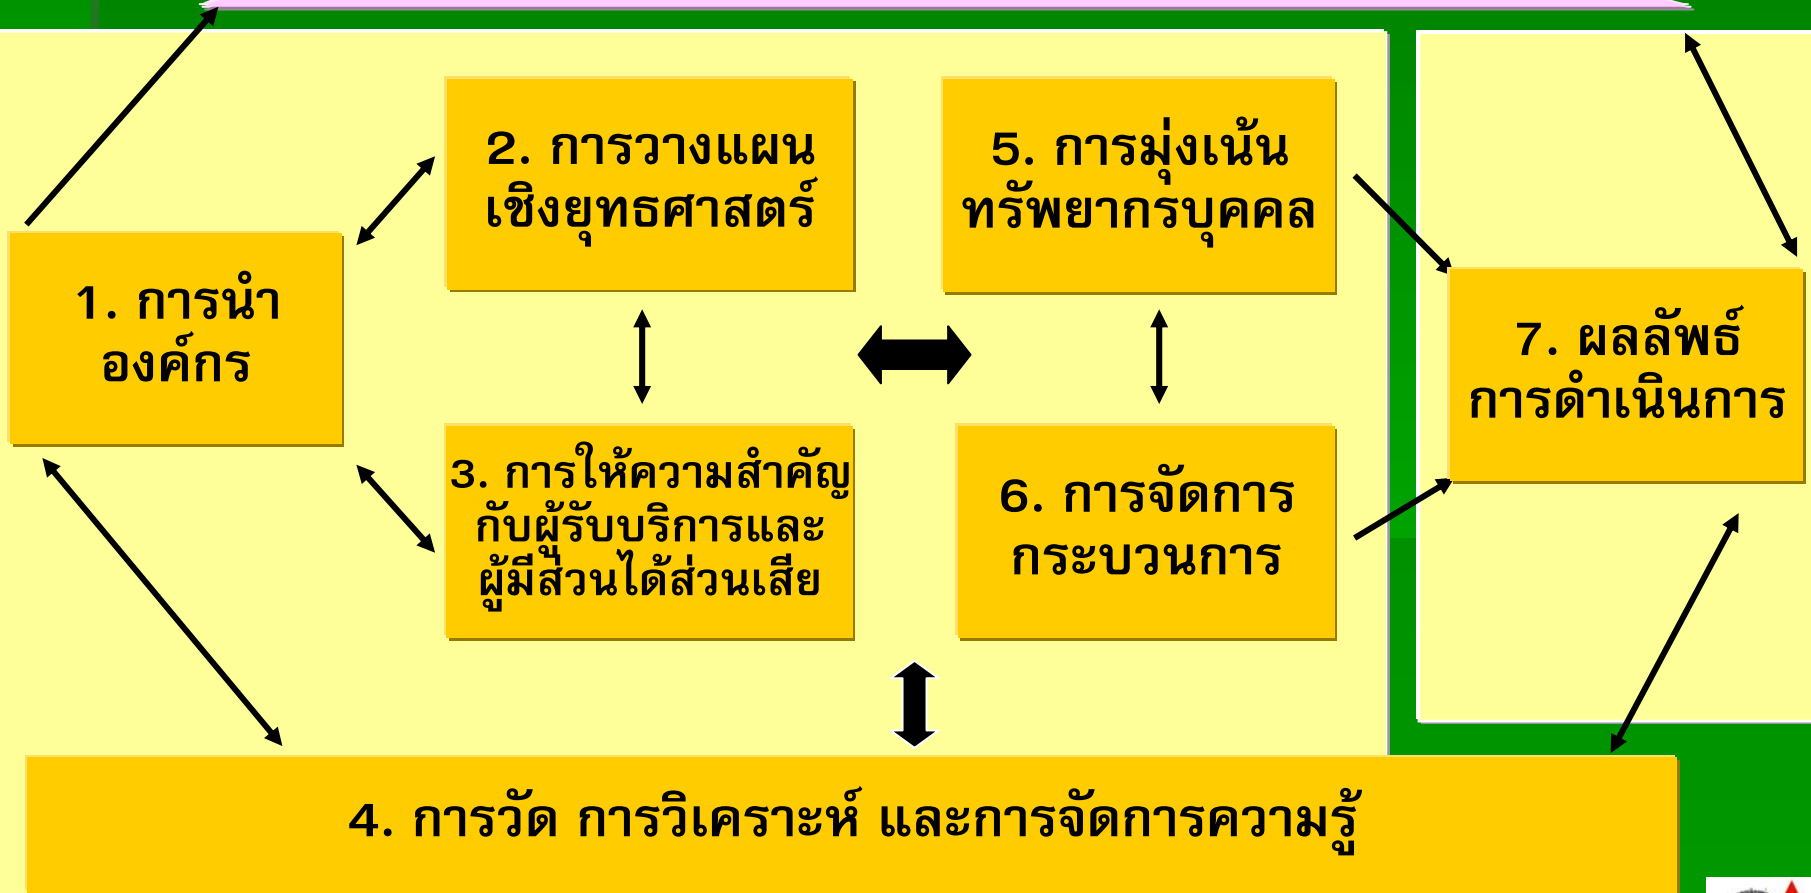 2. การวางแผน
เชิงยุทธศาสตร์
5. การมุ่งเน้น
ทรัพยากรบุคคล
1. การนำ
องค์กร
7. ผลลัพธ์
การดำเนินการ
3. การให้ความสำคัญ
กับผู้รับบริการและ
ผู้มีส่วนได้ส่วนเสีย
6. การจัดการ
กระบวนการ
4. การวัด การวิเคราะห์ และการจัดการความรู้